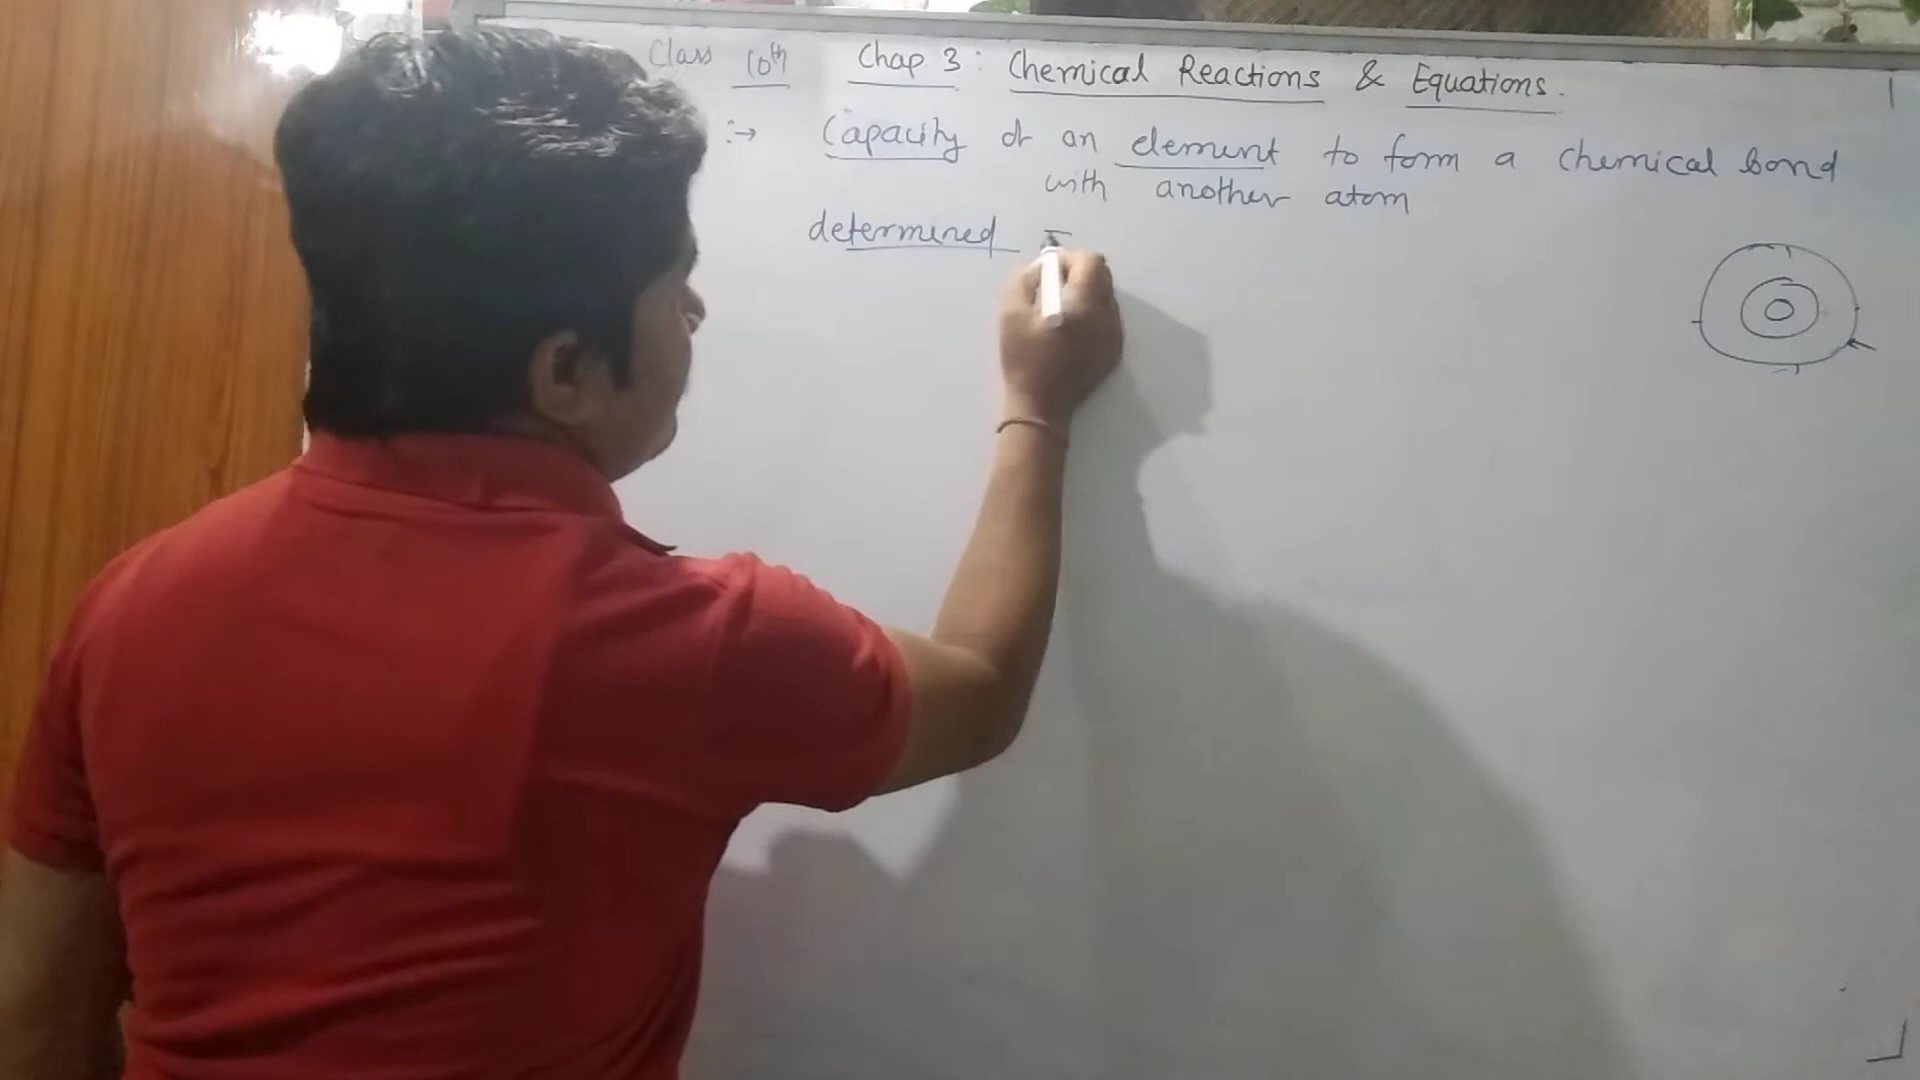 Class 10th Chap 3: Chemical Reactions & Equations.
:→ Capacity of an element to form a chemical bond
with another atom
determined